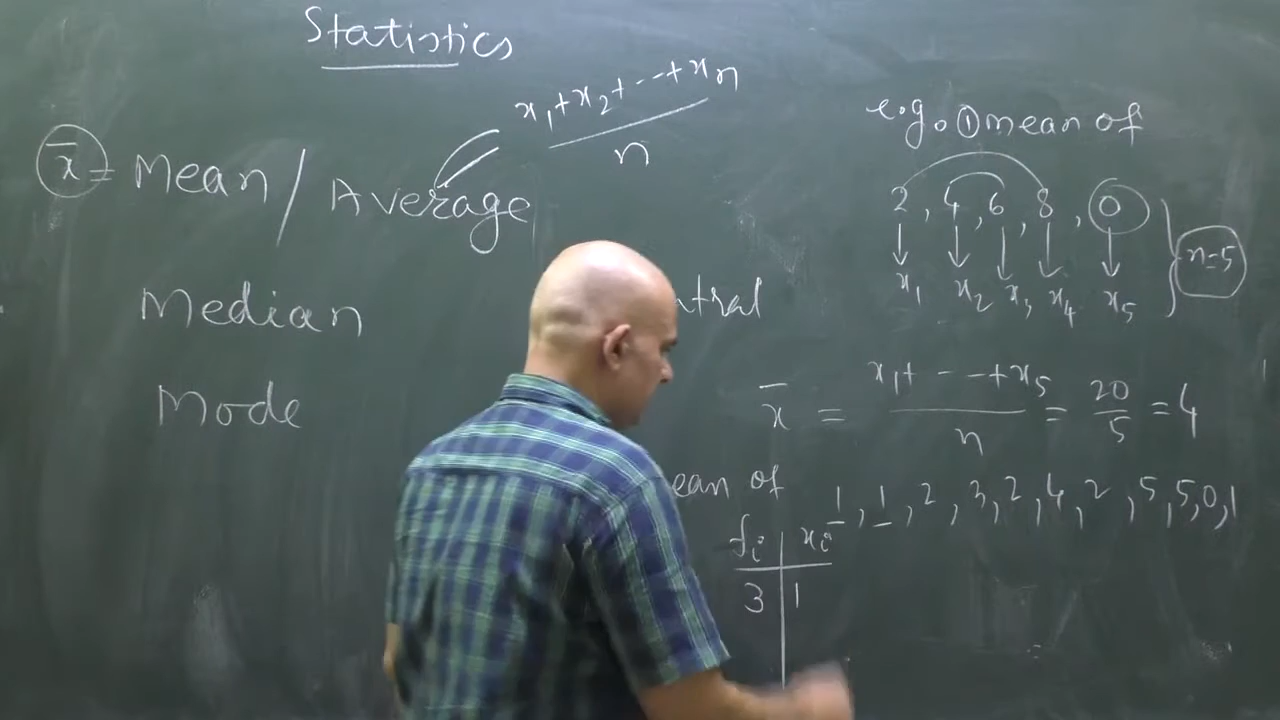 Statistics
x₁+x₂+---+xₙ
n
x̄ = Mean / Average
Median
Mode
e.g. ① mean of
2, 4, 6, 8, 0
n=5
x₁ x₂ x₃ x₄ x₅
x̄ = x₁+ - - +x₅ / n = 20/5 = 4
of 1, 1, 2, 3, 2, 4, 2, 5, 5, 0, 1
fᵢ xᵢ
3 1